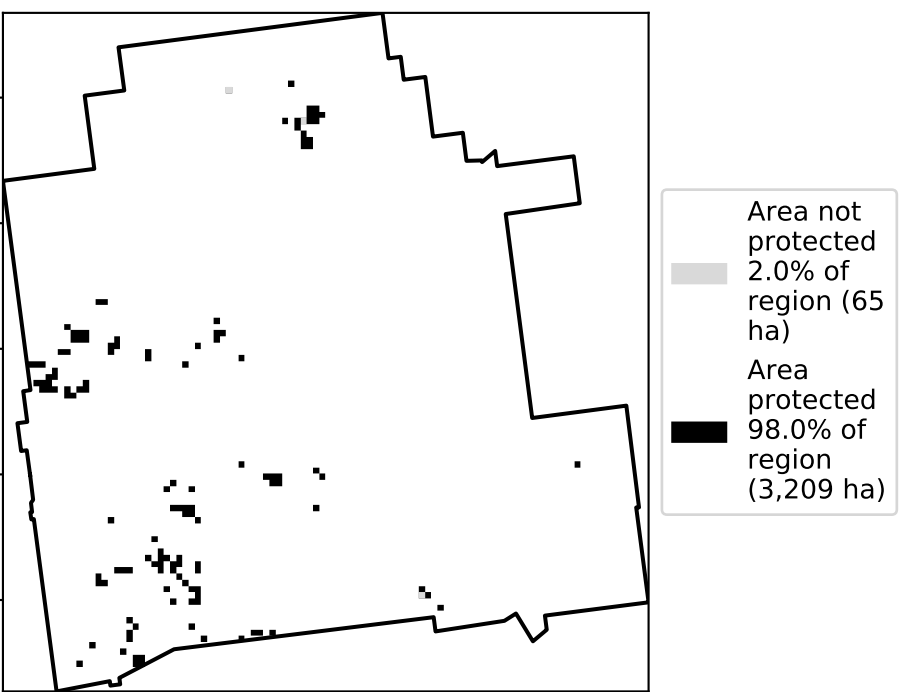 Area not
protected
2.0% of
region (65
ha)
Area
protected
98.0% of
region
(3,209 ha)